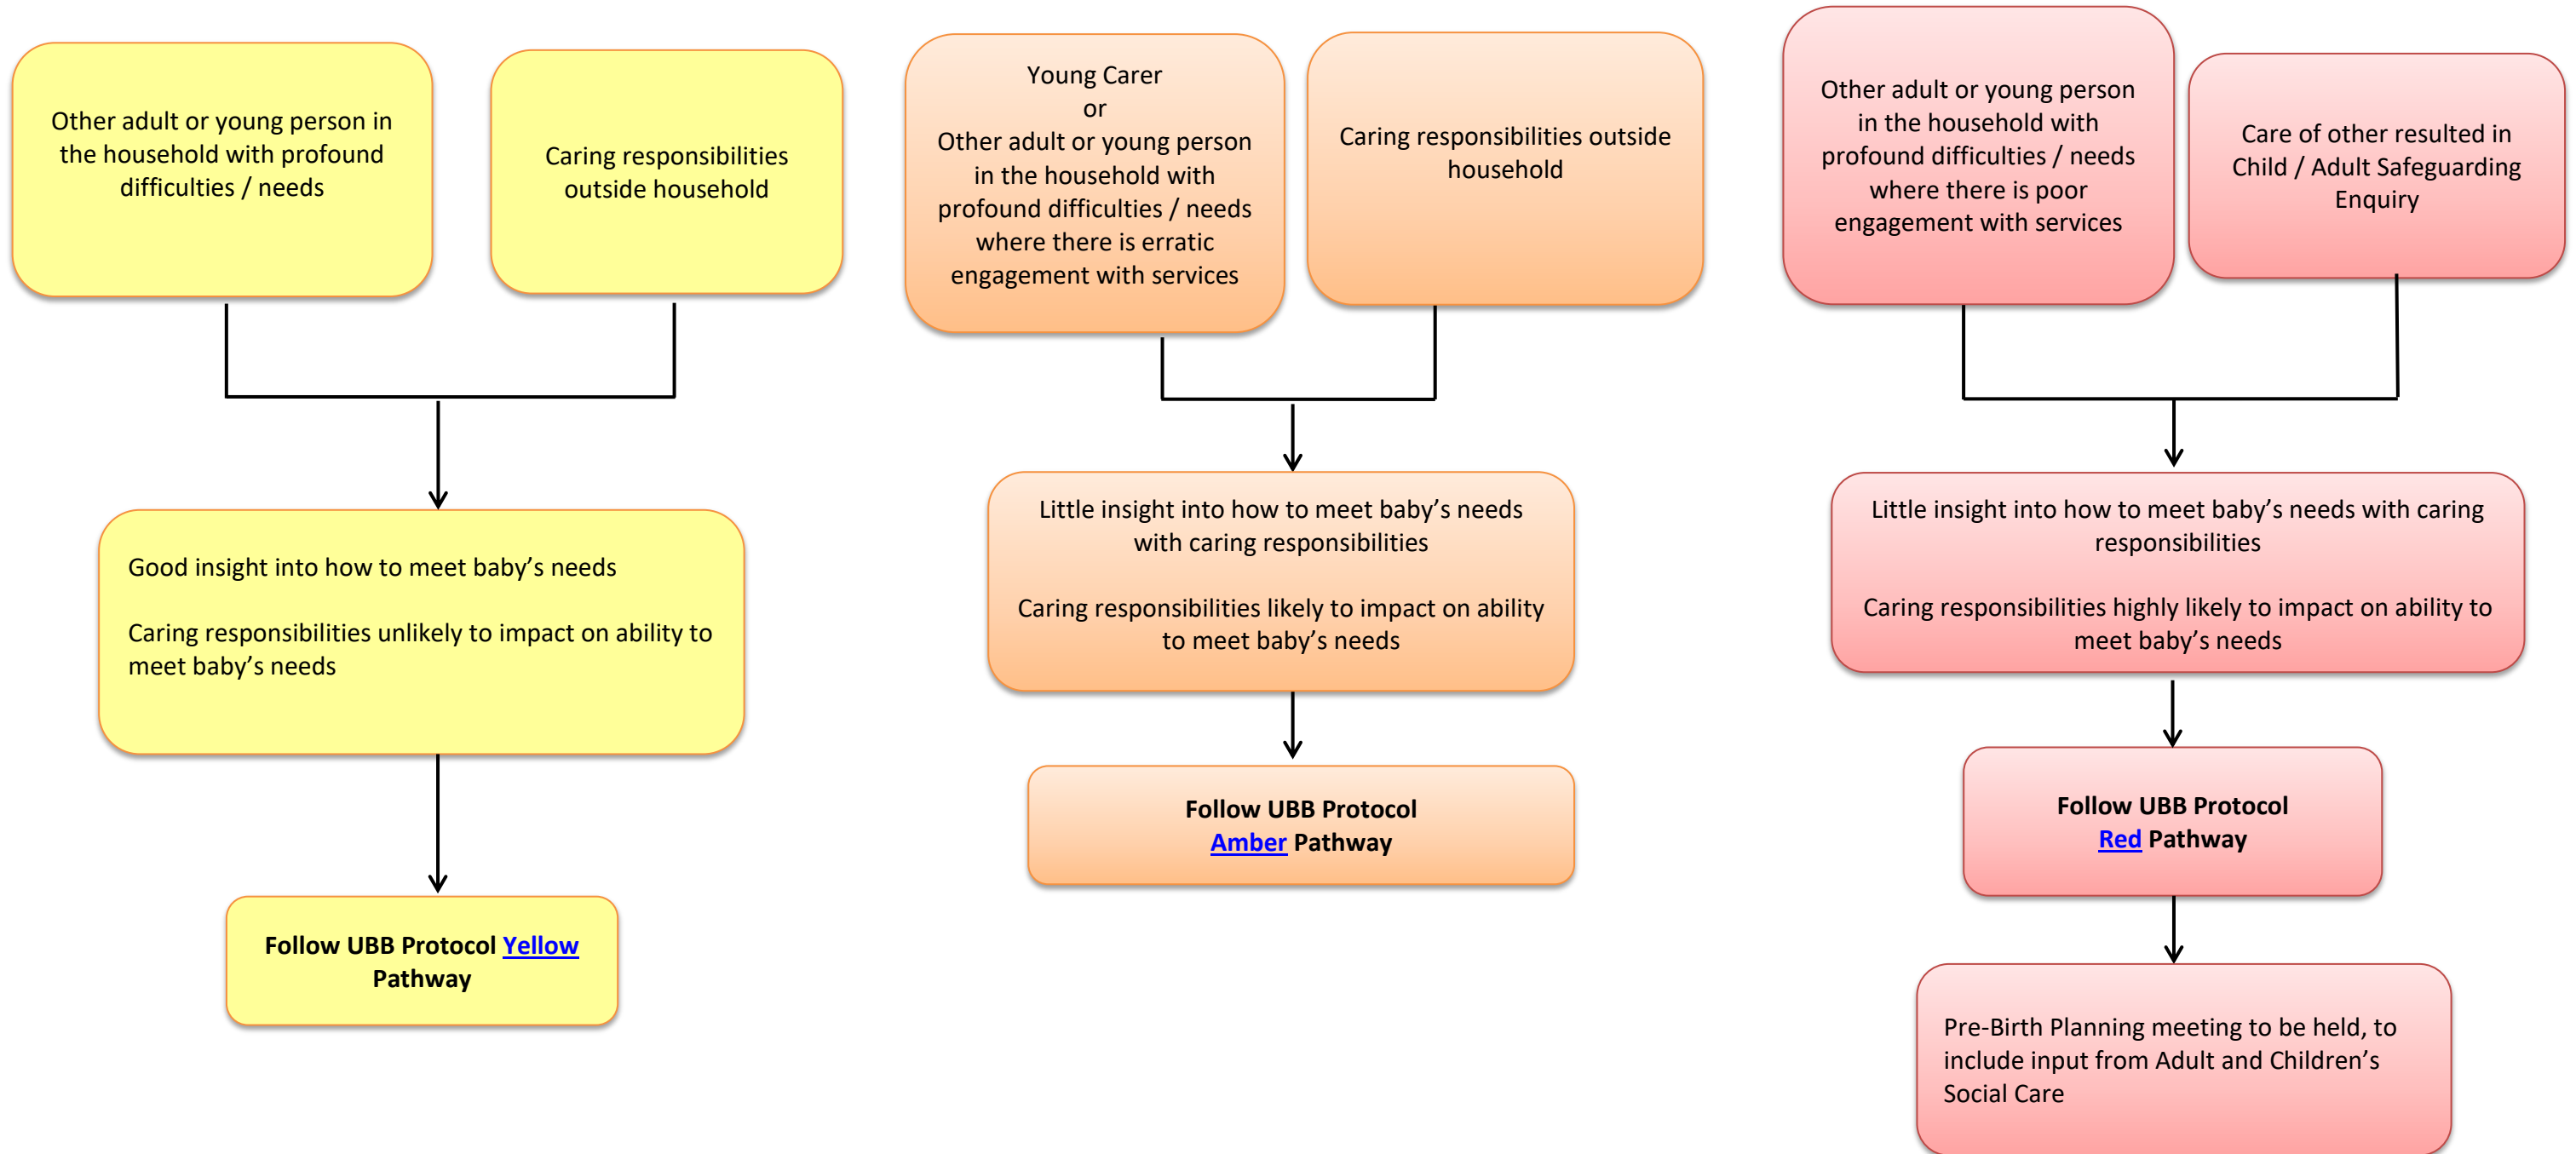 Other adult or young person in
the household with profound
difficulties / needs
Caring responsibilities
outside household
Good insight into how to meet baby’s needs
Caring responsibilities unlikely to impact on ability to
meet baby’s needs
Follow UBB Protocol Yellow
Pathway
Young Carer
or
Other adult or young person
in the household with
profound difficulties / needs
where there is erratic
engagement with services
Caring responsibilities outside
household
Little insight into how to meet baby’s needs
with caring responsibilities
Caring responsibilities likely to impact on ability
to meet baby’s needs
Follow UBB Protocol
Amber Pathway
Other adult or young person
in the household with
profound difficulties / needs
where there is poor
engagement with services
Care of other resulted in
Child / Adult Safeguarding
Enquiry
Little insight into how to meet baby’s needs with caring
responsibilities
Caring responsibilities highly likely to impact on ability to
meet baby’s needs
Follow UBB Protocol
Red Pathway
Pre-Birth Planning meeting to be held, to
include input from Adult and Children’s
Social Care